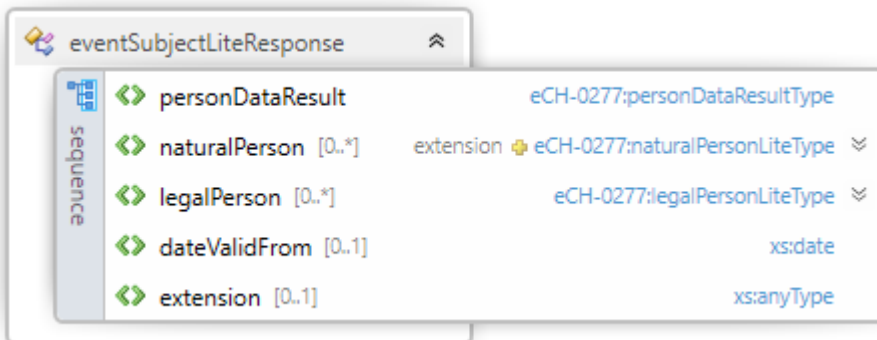 eventSubjectLiteResponse
personDataResult eCH-0277:personDataResultType
naturalPerson [0..*] extension eCH-0277:naturalPersonLiteType
legalPerson [0..*] eCH-0277:legalPersonLiteType
dateValidFrom [0..1] xs:date
extension [0..1] xs:anyType
sequence